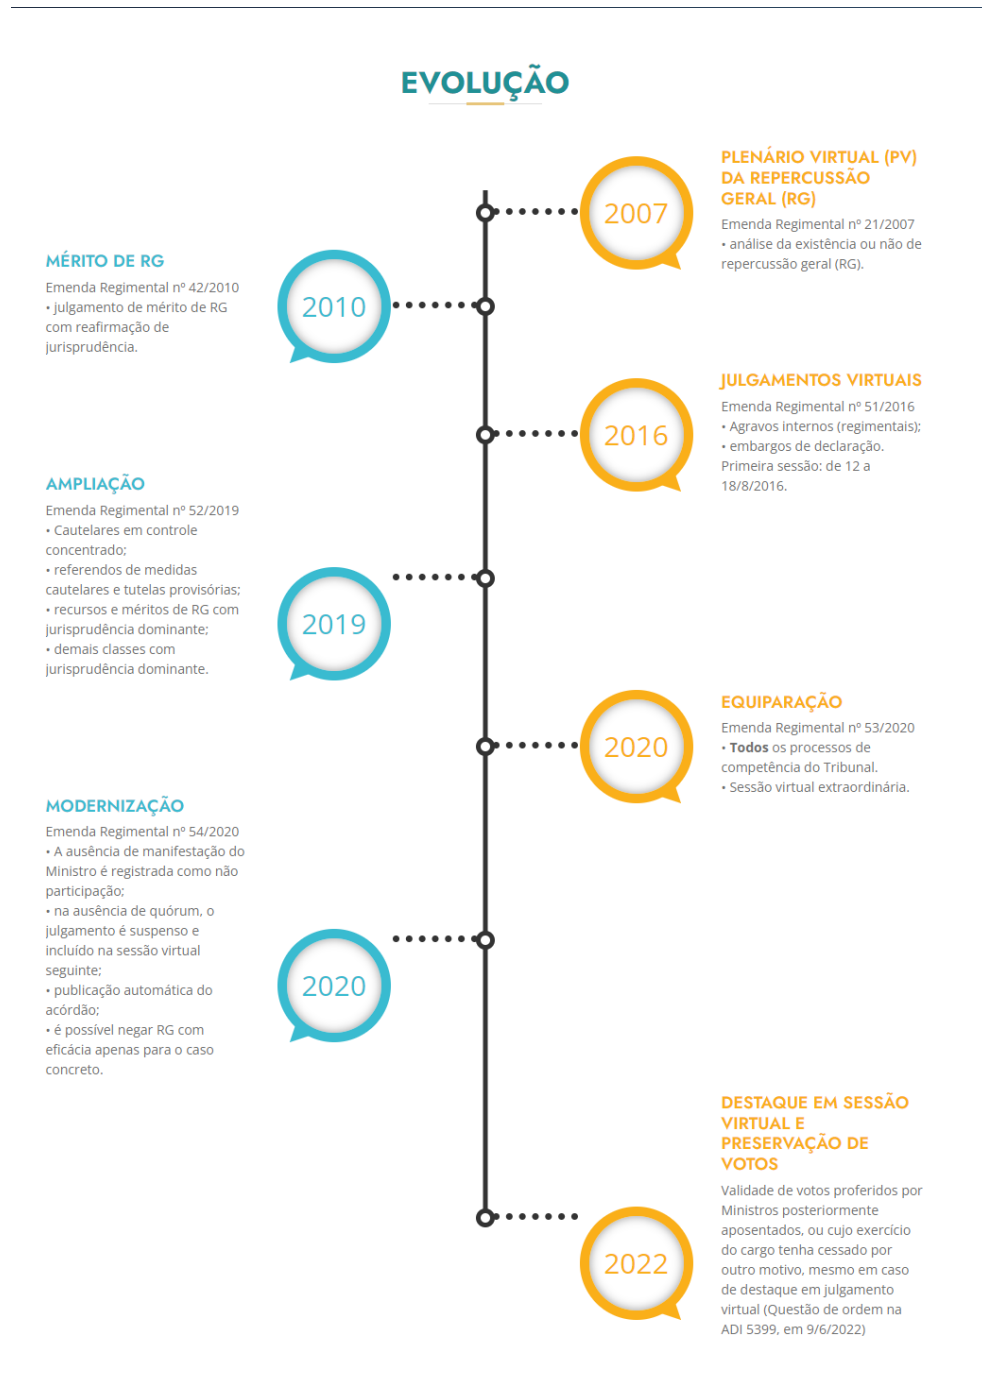 EVOLUÇÃO
PLENÁRIO VIRTUAL (PV)
DA REPERCUSSÃO
GERAL (RG)
2007
Emenda Regimental nº 21/2007
• análise da existência ou não de
repercussão geral (RG).
MÉRITO DE RG
Emenda Regimental nº 42/2010
• julgamento de mérito de RG
com reafirmação de
jurisprudência.
2010
JULGAMENTOS VIRTUAIS
2016
Emenda Regimental nº 51/2016
• Agravos internos (regimentais);
• embargos de declaração.
Primeira sessão: de 12 a
18/8/2016.
AMPLIAÇÃO
Emenda Regimental nº 52/2019
• Cautelares em controle
concentrado;
• referendos de medidas
cautelares e tutelas provisórias;
• recursos e méritos de RG com
jurisprudência dominante;
• demais classes com
jurisprudência dominante.
2019
EQUIPARAÇÃO
2020
Emenda Regimental nº 53/2020
• Todos os processos de
competência do Tribunal.
• Sessão virtual extraordinária.
MODERNIZAÇÃO
Emenda Regimental nº 54/2020
• A ausência de manifestação do
Ministro é registrada como não
participação;
• na ausência de quórum, o
julgamento é suspenso e
incluído na sessão virtual
seguinte;
• publicação automática do
acórdão;
• é possível negar RG com
eficácia apenas para o caso
concreto.
2020
DESTAQUE EM SESSÃO
VIRTUAL E
PRESERVAÇÃO DE
VOTOS
2022
Validade de votos proferidos por
Ministros posteriormente
aposentados, ou cujo exercício
do cargo tenha cessado por
outro motivo, mesmo em caso
de destaque em julgamento
virtual (Questão de ordem na
ADI 5399, em 9/6/2022)